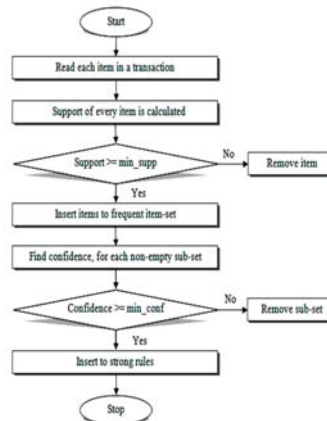 Start
Read each item in a transaction
Support of every item is calculated
Support >= min_supp
No
Remove item
Yes
Insert items to frequent item-set
Find confidence, for each non-empty sub-set
Confidence >= min_conf
No
Remove sub-set
Yes
Insert to strong rules
Stop